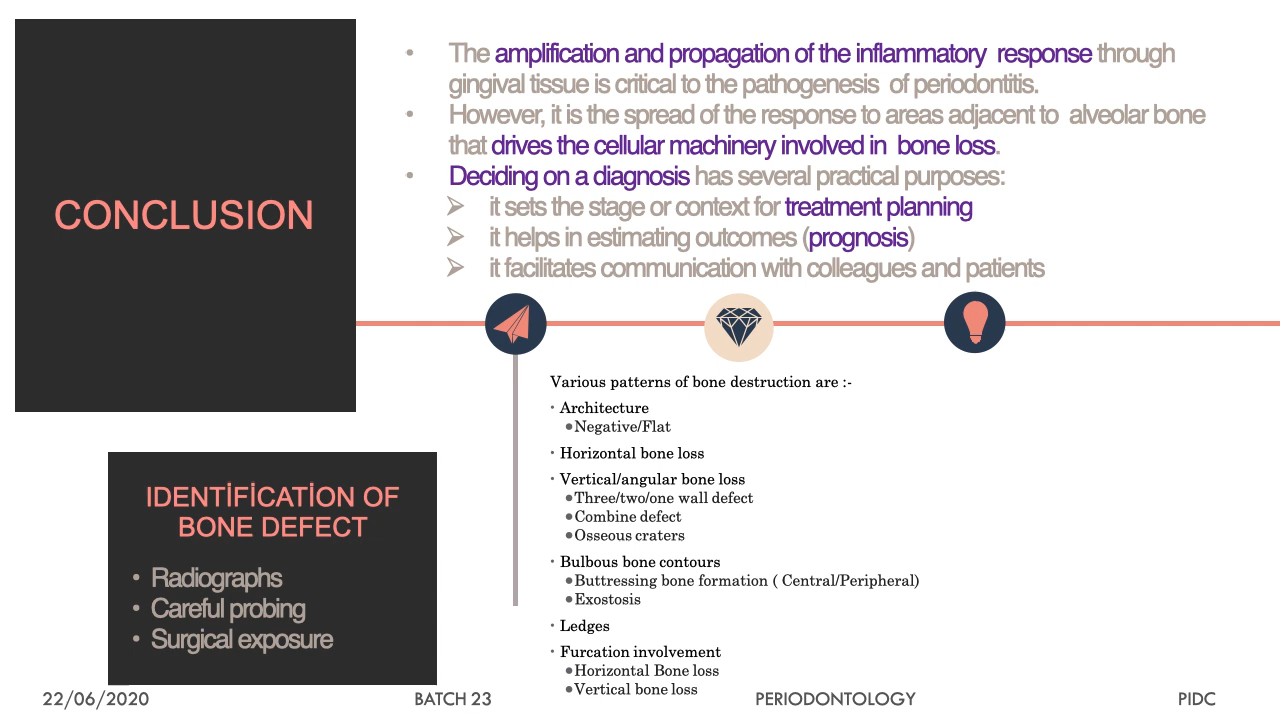 CONCLUSION
• The amplification and propagation of the inflammatory response through
gingival tissue is critical to the pathogenesis of periodontitis.
• However, it is the spread of the response to areas adjacent to alveolar bone
that drives the cellular machinery involved in bone loss.
• Deciding on a diagnosis has several practical purposes:
➢ it sets the stage or context for treatment planning
➢ it helps in estimating outcomes (prognosis)
➢ it facilitates communication with colleagues and patients
Various patterns of bone destruction are :-
• Architecture
●Negative/Flat
• Horizontal bone loss
• Vertical/angular bone loss
●Three/two/one wall defect
●Combine defect
●Osseous craters
• Bulbous bone contours
●Buttressing bone formation ( Central/Peripheral)
●Exostosis
• Ledges
• Furcation involvement
●Horizontal Bone loss
●Vertical bone loss
IDENTİFİCATİON OF
BONE DEFECT
• Radiographs
• Careful probing
• Surgical exposure
22/06/2020 BATCH 23 PERIODONTOLOGY PIDC